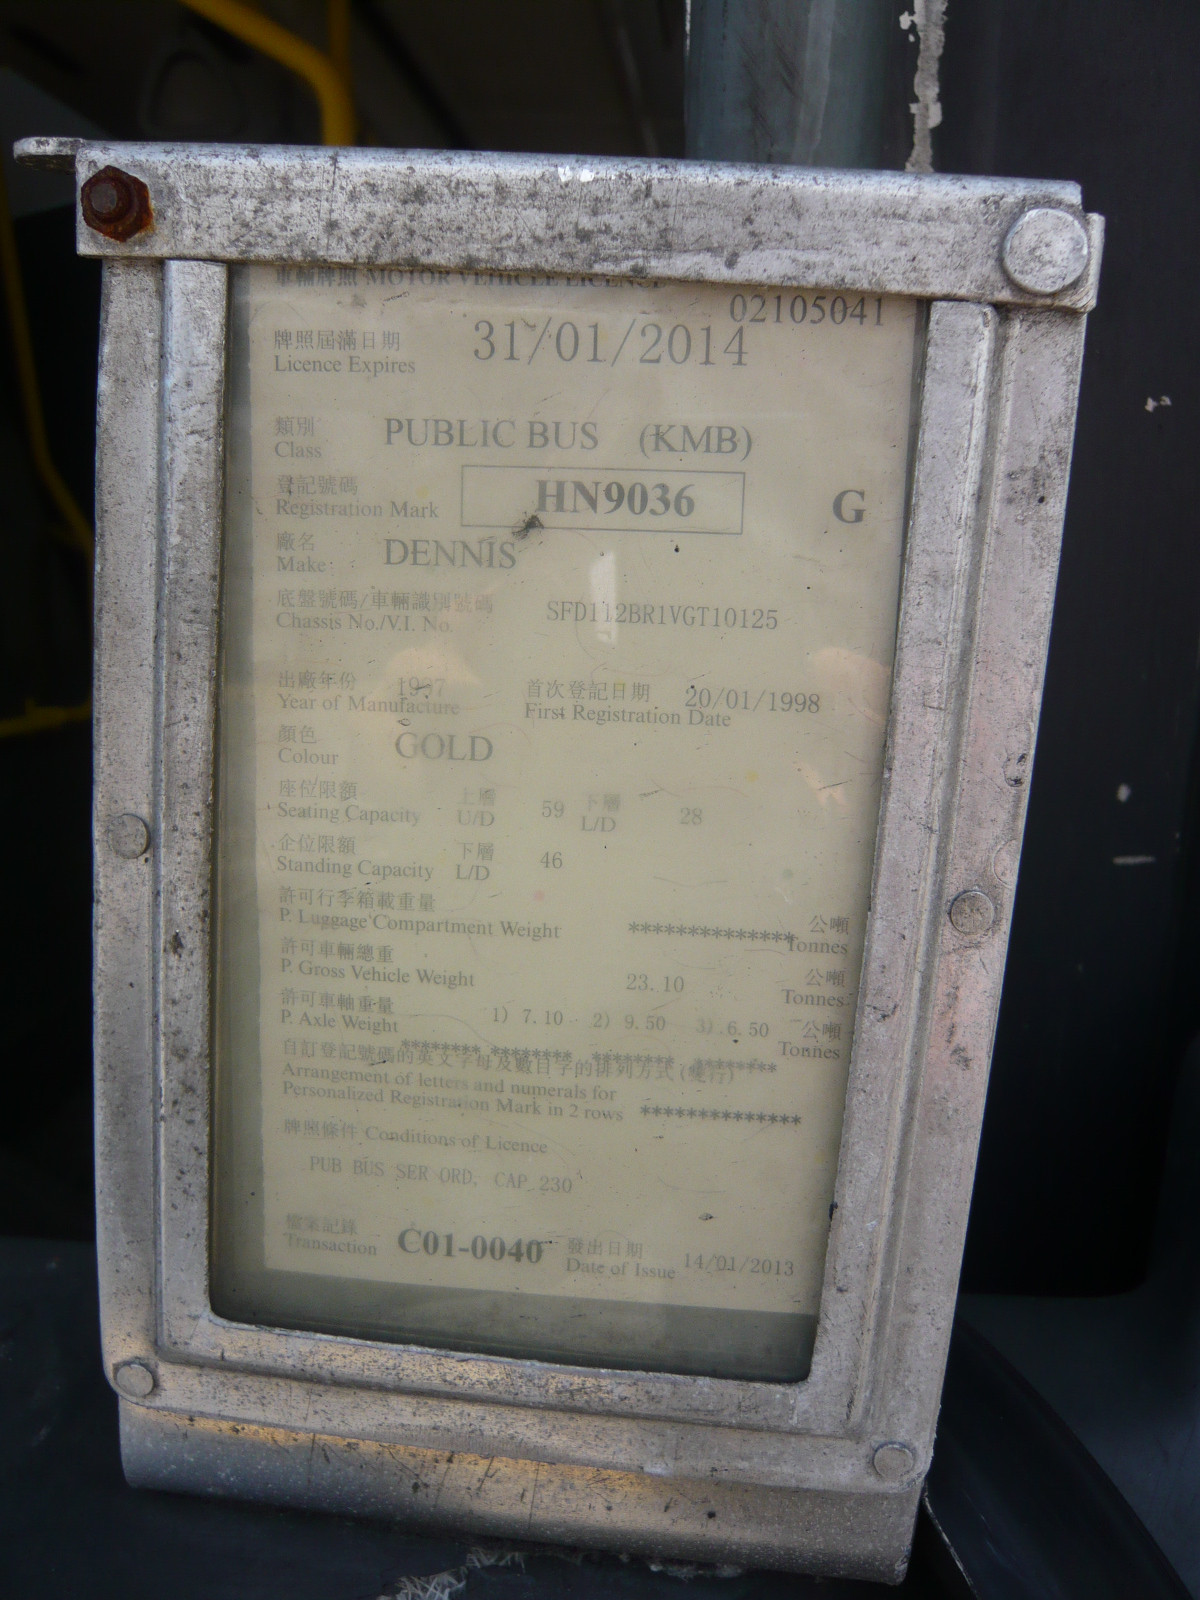 車輛牌照 MOTOR VEHICLE LICENCE
02105041
牌照屆滿日期 31/01/2014
Licence Expires
類別 PUBLIC BUS (KMB)
Class
登記號碼 HN9036 G
Registration Mark
廠名 DENNIS
Make
底盤號碼/車輛識別號碼 SFD112BR1VGT10125
Chassis No./V.I. No.
出廠年份 1997 首次登記日期 20/01/1998
Year of Manufacture First Registration Date
顏色 GOLD
Colour
座位限額 上層 59 下層 28
Seating Capacity U/D L/D
企位限額 下層 46
Standing Capacity L/D
許可行李箱載重量 公噸
P. Luggage Compartment Weight ************** Tonnes
許可車輛總重 23.10 公噸
P. Gross Vehicle Weight Tonnes
許可車軸重量 1) 7.10 2) 9.50 3) 6.50 公噸
P. Axle Weight Tonnes
******** ******** ******** ********
自訂登記號碼的英文字母及數目字的排列方式(兩行)
Arrangement of letters and numerals for
Personalized Registration Mark in 2 rows **************
牌照條件 Conditions of Licence
PUB BUS SER ORD, CAP 230
檔案記錄 C01-0040 發出日期 14/01/2013
Transaction Date of Issue